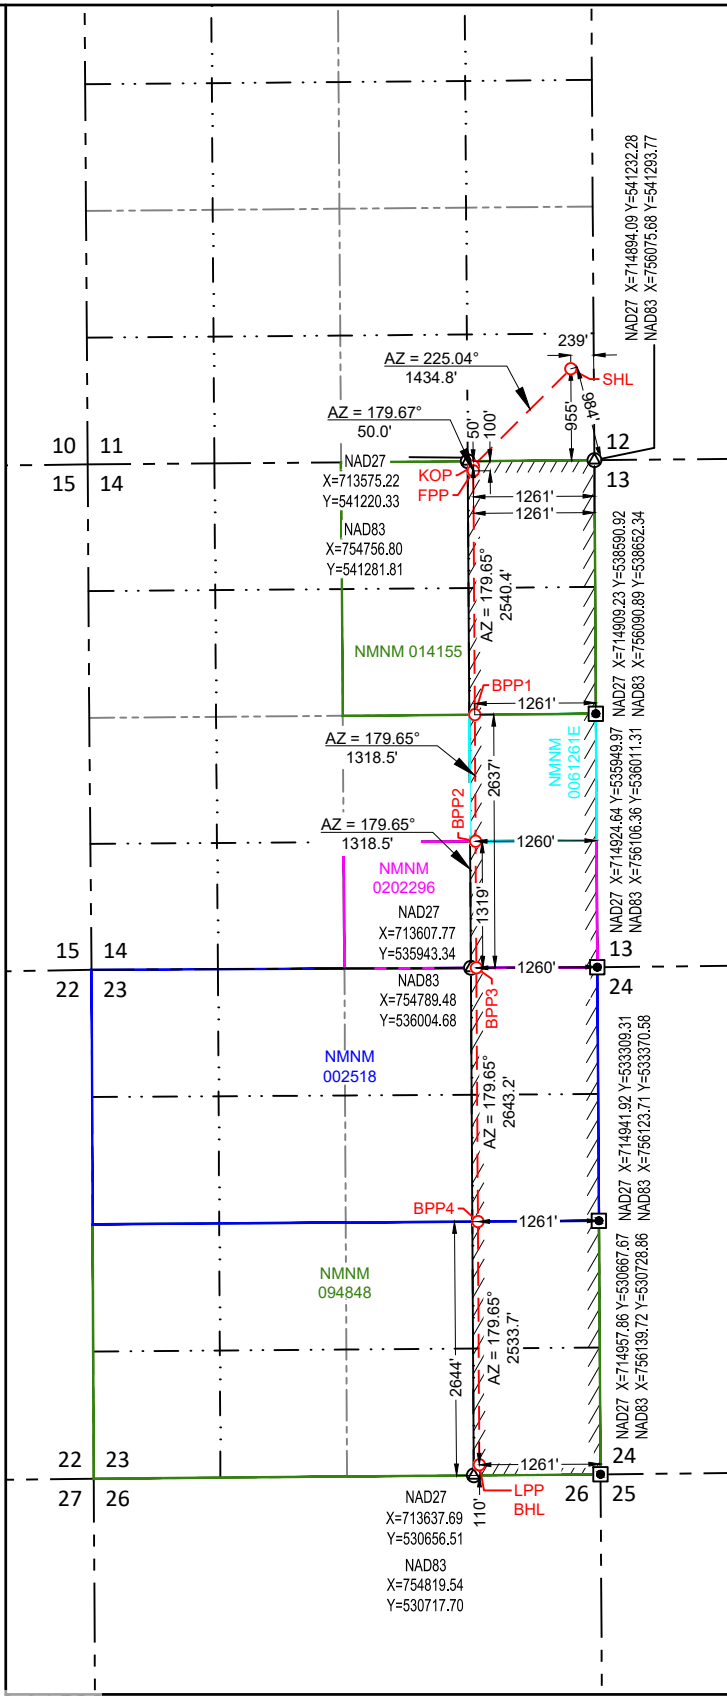 NAD27 X=714894.09 Y=541232.28
NAD83 X=756075.68 Y=541293.77
239'
AZ = 225.04°
1434.8'
SHL
955'
984'
AZ = 179.67°
50.0'
50'
100'
10 11
15 14
12
13
NAD27
X=713575.22
Y=541220.33
NAD83
X=754756.80
Y=541281.81
KOP
FPP
1261'
1261'
AZ = 179.65°
2540.4'
NAD27 X=714909.23 Y=538590.92
NAD83 X=756090.89 Y=538652.34
NMNM 014155
BPP1
1261'
AZ = 179.65°
1318.5'
2637'
NMNM
0061261E
BPP2
AZ = 179.65°
1318.5'
1260'
1319'
NAD27 X=714924.64 Y=535949.97
NAD83 X=756106.36 Y=536011.31
NMNM
0202296
NAD27
X=713607.77
Y=535943.34
NAD83
X=754789.48
Y=536004.68
15 14
22 23
13
24
1260'
BPP3
NMNM
002518
AZ = 179.65°
2643.2'
NAD27 X=714941.92 Y=533309.31
NAD83 X=756123.71 Y=533370.58
BPP4
1261'
NMNM
094848
2644'
AZ = 179.65°
2533.7'
NAD27 X=714957.86 Y=530667.67
NAD83 X=756139.72 Y=530728.86
22 23
27 26
1261'
24
26 25
LPP
BHL
110'
NAD27
X=713637.69
Y=530656.51
NAD83
X=754819.54
Y=530717.70